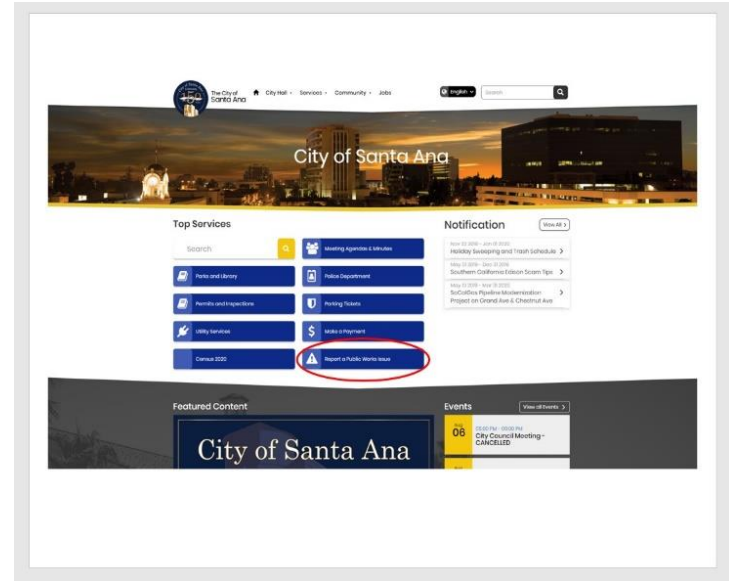 150
The City of
Santa Ana
City Hall
Services
Community
Jobs
English
Search
City of Santa Ana
Top Services
Search
Meeting Agendas & Minutes
Parks and Library
Police Department
Permits and Inspections
Parking Tickets
Utility Services
Make a Payment
Census 2020
Report a Public Works Issue
Notification
View All >
Holiday Sweeping and Trash Schedule >
Southern California Edison Scam Tips >
SoCalGas Pipeline Modernization >
Project on Grand Ave & Chestnut Ave
Featured Content
City of Santa Ana
Events
View all Events >
Aug
06
City Council Meeting -
CANCELLED